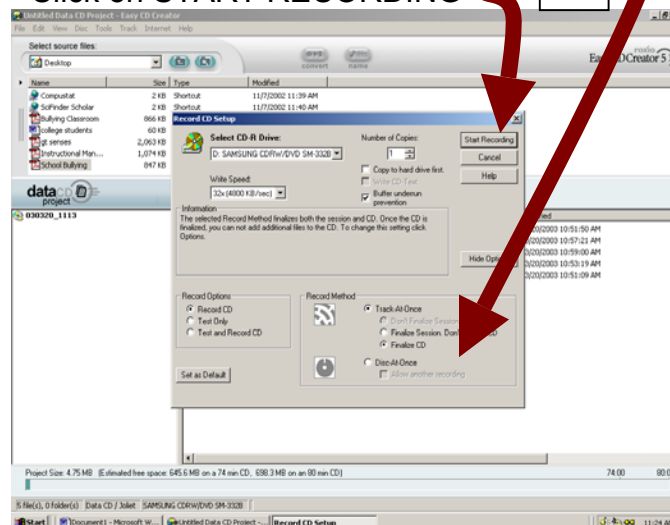 Click on START RECORDING
Untitled Data CD Project - Easy CD Creator
File Edit View Disc Tools Track Internet Help
Select source files:
Desktop
convert name
roxio
Name Size Type Modified
Compustat 2 KB Shortcut 11/7/2002 11:39 AM
SciFinder Scholar 2 KB Shortcut 11/7/2002 11:40 AM
Bullying Classroom 866 KB
college students 60 KB
gt senses 2,063 KB
Instructional Man... 1,074 KB
School Bullying 847 KB
Record CD Setup
Select CD-R Drive:
D: SAMSUNG CDRW/DVD SM-332B
Write Speed:
32x (4800 KB/sec)
Number of Copies:
1
Copy to hard drive first.
Write CD-Text
Buffer underrun
prevention
Start Recording
Cancel
Help
Information
The selected Record Method finalizes both the session and CD. Once the CD is
finalized, you can not add additional files to the CD. To change this setting click
Options.
Hide
data CD
project
030320_1113
/20/2003 10:51:50 AM
/20/2003 10:57:21 AM
/20/2003 10:59:00 AM
/20/2003 10:53:19 AM
/20/2003 10:51:09 AM
Record Options
Record CD
Test Only
Test and Record CD
Set as Default
Record Method
Track-At-Once
Don't Finalize Session
Finalize Session. Don't
Finalize CD
Disc-At-Once
Allow another recording
Project Size: 4.75 MB (Estimated free space: 645.6 MB on a 74 min CD, 698.3 MB on an 80 min CD)
74:00 80:0
5 file(s), 0 folder(s) Data CD / Joliet SAMSUNG CDRW/DVD SM-332B
Start Document1 - Microsoft W... Untitled Data CD Project -... Record CD Setup 11:24 AM